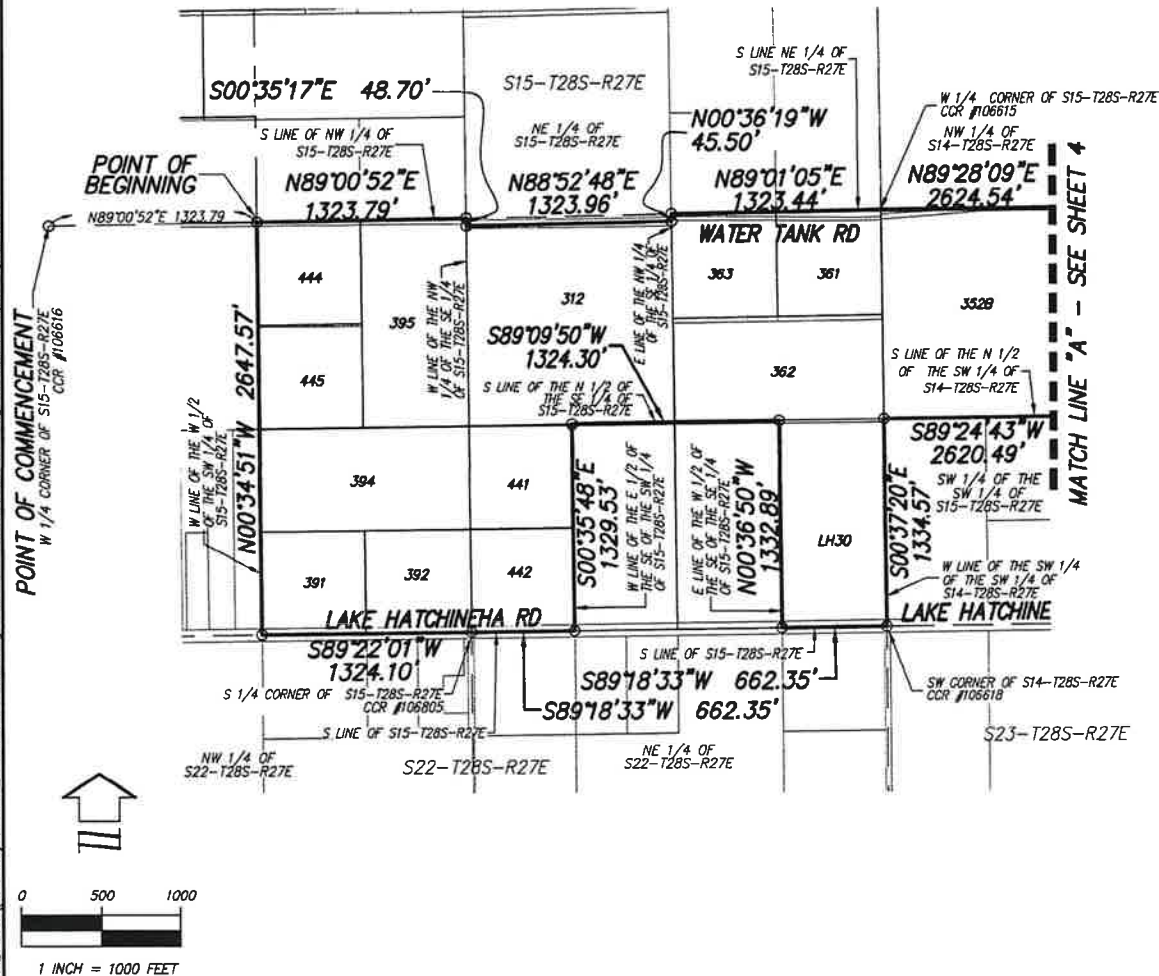 S LINE NE 1/4 OF
S15-T28S-R27E
S00°35'17"E 48.70'
S15-T28S-R27E
N00°36'19"W
45.50'
W 1/4 CORNER OF S15-T28S-R27E
CCR #106615
NW 1/4 OF
S14-T28S-R27E
S LINE OF NW 1/4 OF
S15-T28S-R27E
NE 1/4 OF
S15-T28S-R27E
POINT OF
BEGINNING
N89°00'52"E
1323.79'
N88°52'48"E
1323.96'
N89°01'05"E
1323.44'
N89°28'09"E
2624.54'
N89°00'52"E 1323.79
WATER TANK RD
MATCH LINE "A" - SEE SHEET 4
POINT OF COMMENCEMENT
W 1/4 CORNER OF S15-T28S-R27E
CCR #106616
444
395
312
363
361
352B
W LINE OF THE NW
1/4 OF THE SE 1/4
OF S15-T28S-R27E
E LINE OF THE NW 1/4
OF THE SE 1/4 OF
S15-T28S-R27E
S89°09'50"W
1324.30'
S LINE OF THE N 1/2 OF
THE SE 1/4 OF
S15-T28S-R27E
445
362
S LINE OF THE N 1/2
OF THE SW 1/4 OF
S14-T28S-R27E
N00°34'51"W 2647.57'
W LINE OF THE W 1/2
OF THE SW 1/4 OF
S15-T28S-R27E
S89°24'43"W
2620.49'
SW 1/4 OF THE
SW 1/4 OF
S15-T28S-R27E
394
441
S00°35'48"E
1329.53'
W LINE OF THE E 1/2 OF
THE SE OF THE SW 1/4
OF S15-T28S-R27E
E LINE OF THE W 1/2 OF
THE SE OF THE SE 1/4
OF S15-T28S-R27E
N00°36'50"W
1332.89'
LH30
S00°37'20"E
1334.57'
391
392
442
W LINE OF THE SW 1/4
OF THE SW 1/4 OF
S14-T28S-R27E
LAKE HATCHINEHA RD
LAKE HATCHINE
S89°22'01"W
1324.10'
S LINE OF S15-T28S-R27E
S89°18'33"W 662.35'
S 1/4 CORNER OF S15-T28S-R27E
CCR #106805
SW CORNER OF S14-T28S-R27E
CCR #106618
S89°18'33"W 662.35'
S LINE OF S15-T28S-R27E
S23-T28S-R27E
NW 1/4 OF
S22-T28S-R27E
S22-T28S-R27E
NE 1/4 OF
S22-T28S-R27E
0 500 1000
1 INCH = 1000 FEET